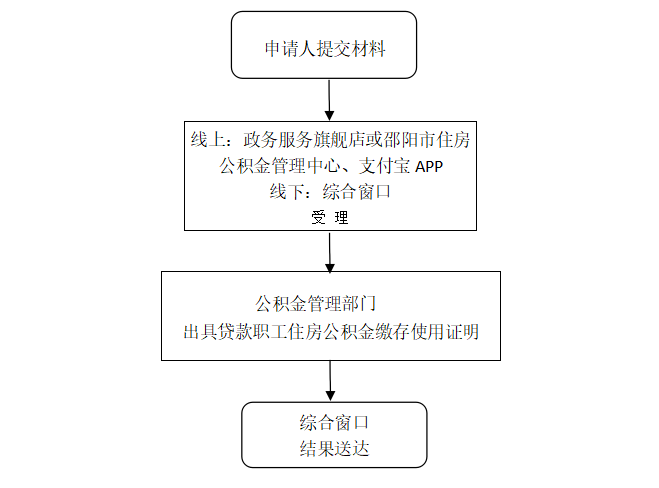 申请人提交材料
线上：政务服务旗舰店或邵阳市住房
公积金管理中心、支付宝 APP
线下：综合窗口
受 理
公积金管理部门
出具贷款职工住房公积金缴存使用证明
综合窗口
结果送达